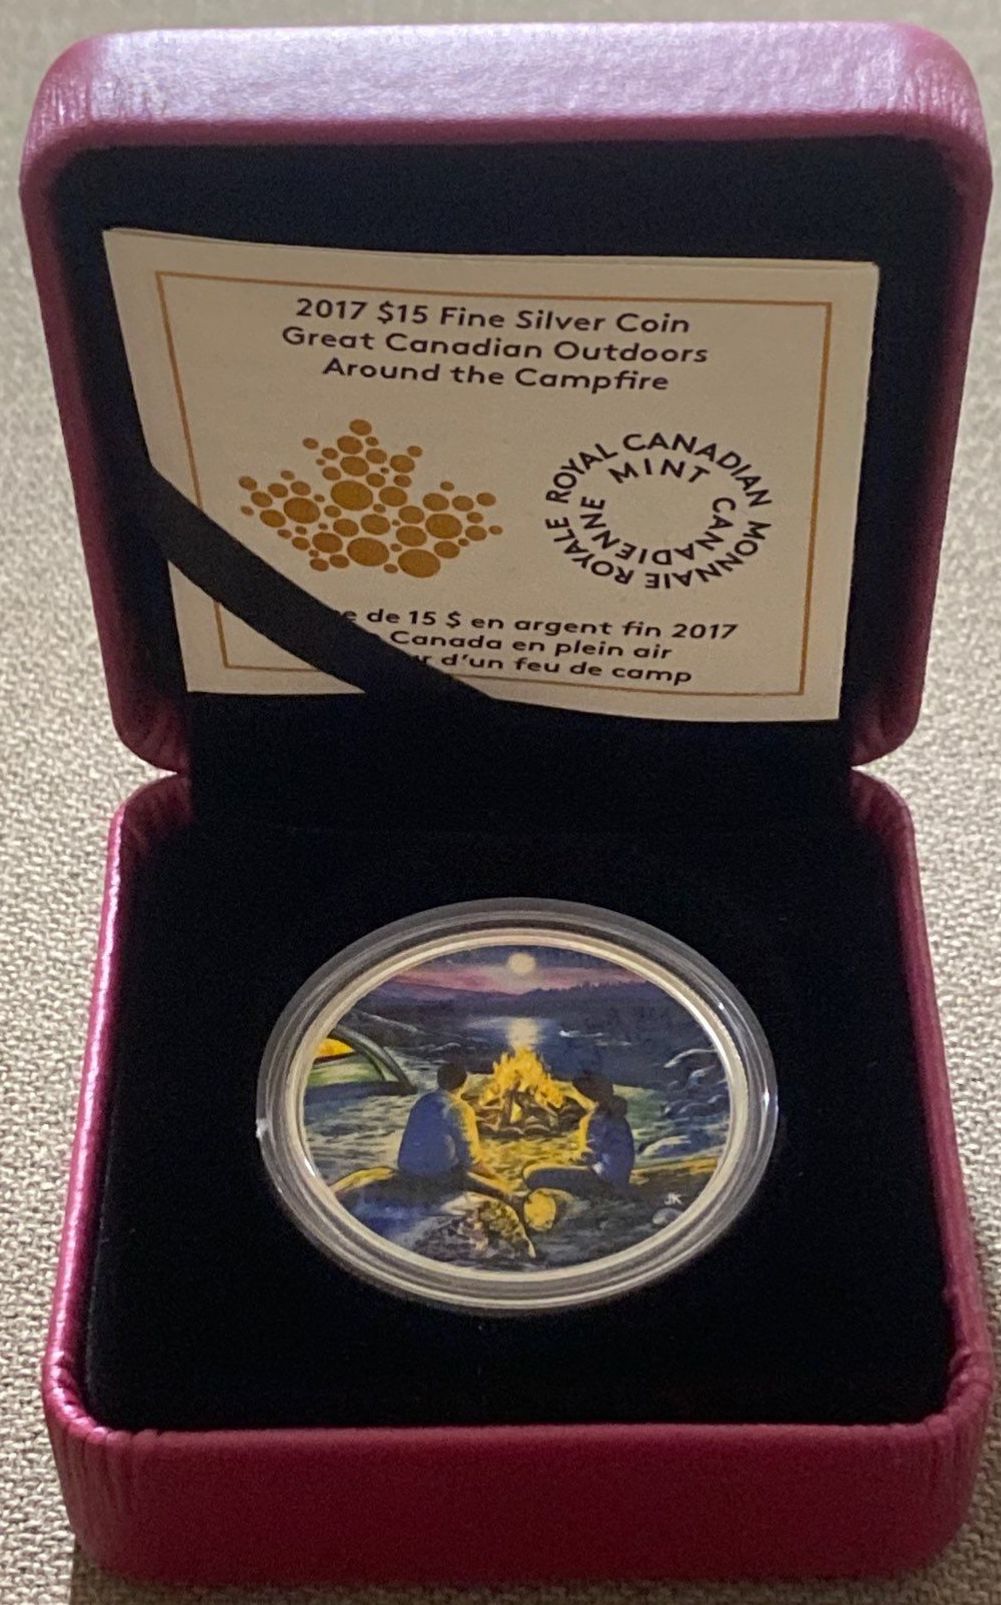 2017 $15 Fine Silver Coin
Great Canadian Outdoors
Around the Campfire
ROYAL CANADIAN MINT
MONNAIE ROYALE CANADIENNE
de 15 $ en argent fin 2017
Canada en plein air
d'un feu de camp
JK